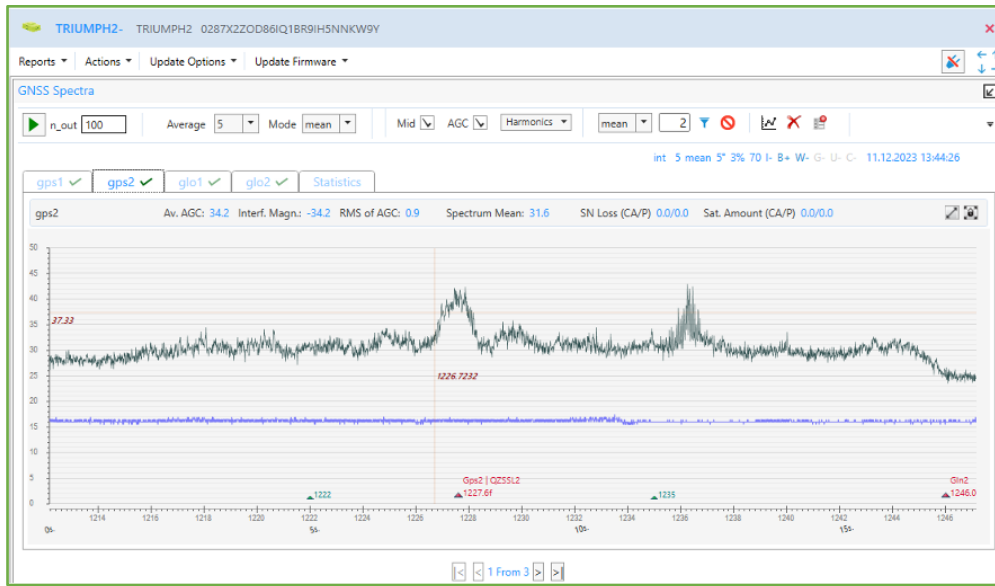 TRIUMPH2- TRIUMPH2 0287X2ZOD86IQ1BR9IH5NNKW9Y
Reports Actions Update Options Update Firmware
GNSS Spectra
n_out 100 Average 5 Mode mean Mid AGC Harmonics mean 2
int 5 mean 5° 3% 70 I- B+ W- G- U- C- 11.12.2023 13:44:26
gps1 gps2 glo1 glo2 Statistics
gps2 Av. AGC: 34.2 Interf. Magn.: -34.2 RMS of AGC: 0.9 Spectrum Mean: 31.6 SN Loss (CA/P) 0.0/0.0 Sat. Amount (CA/P) 0.0/0.0
50
45
40
35
37.33
30
25
1226.7232
20
15
10
5
Gps2 | QZSSL2 Gln2
1222 1227.6f 1235 1246.0
0
1214 1216 1218 1220 1222 1224 1226 1228 1230 1232 1234 1236 1238 1240 1242 1244 1246
0s. 5s. 10s. 15s.
1 From 3